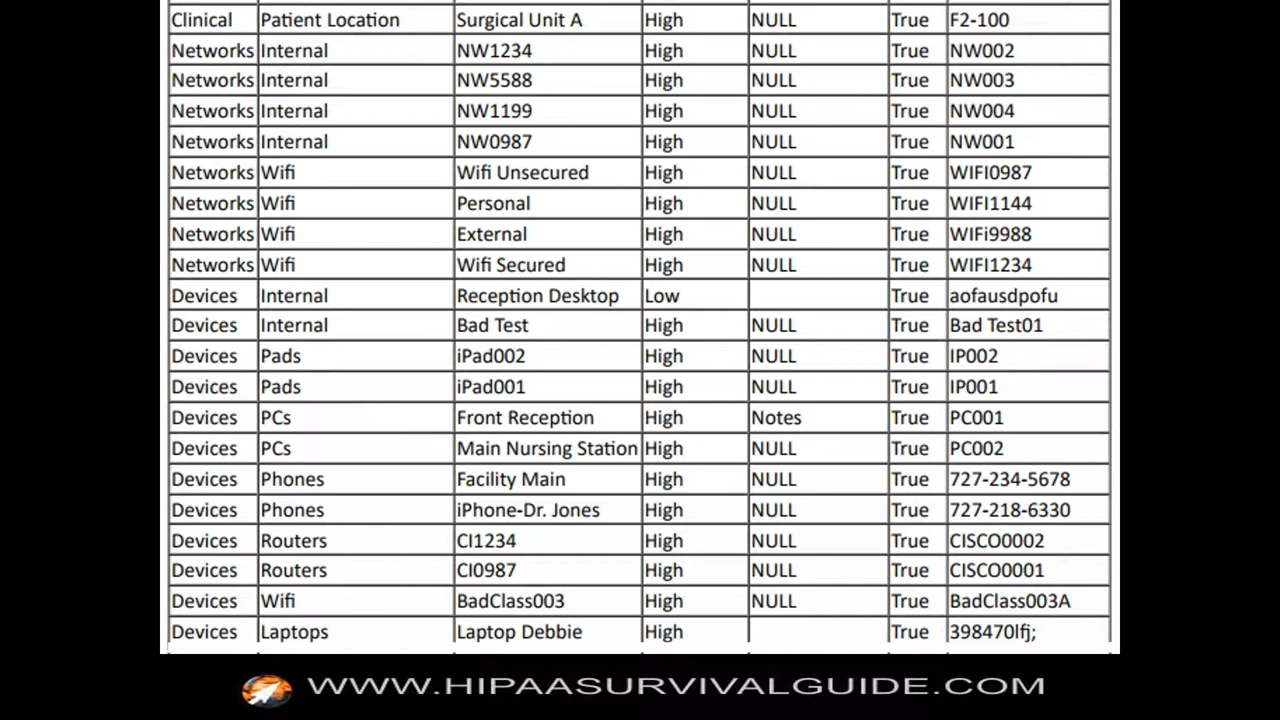 Clinical Patient Location Surgical Unit A High NULL True F2-100
Networks Internal NW1234 High NULL True NW002
Networks Internal NW5588 High NULL True NW003
Networks Internal NW1199 High NULL True NW004
Networks Internal NW0987 High NULL True NW001
Networks Wifi Wifi Unsecured High NULL True WIFI0987
Networks Wifi Personal High NULL True WIFI1144
Networks Wifi External High NULL True WIFi9988
Networks Wifi Wifi Secured High NULL True WIFI1234
Devices Internal Reception Desktop Low True aofausdpofu
Devices Internal Bad Test High NULL True Bad Test01
Devices Pads iPad002 High NULL True IP002
Devices Pads iPad001 High NULL True IP001
Devices PCs Front Reception High Notes True PC001
Devices PCs Main Nursing Station High NULL True PC002
Devices Phones Facility Main High NULL True 727-234-5678
Devices Phones iPhone-Dr. Jones High NULL True 727-218-6330
Devices Routers CI1234 High NULL True CISCO0002
Devices Routers CI0987 High NULL True CISCO0001
Devices Wifi BadClass003 High NULL True BadClass003A
Devices Laptops Laptop Debbie High True 398470lfj;
WWW.HIPAASURVIVALGUIDE.COM